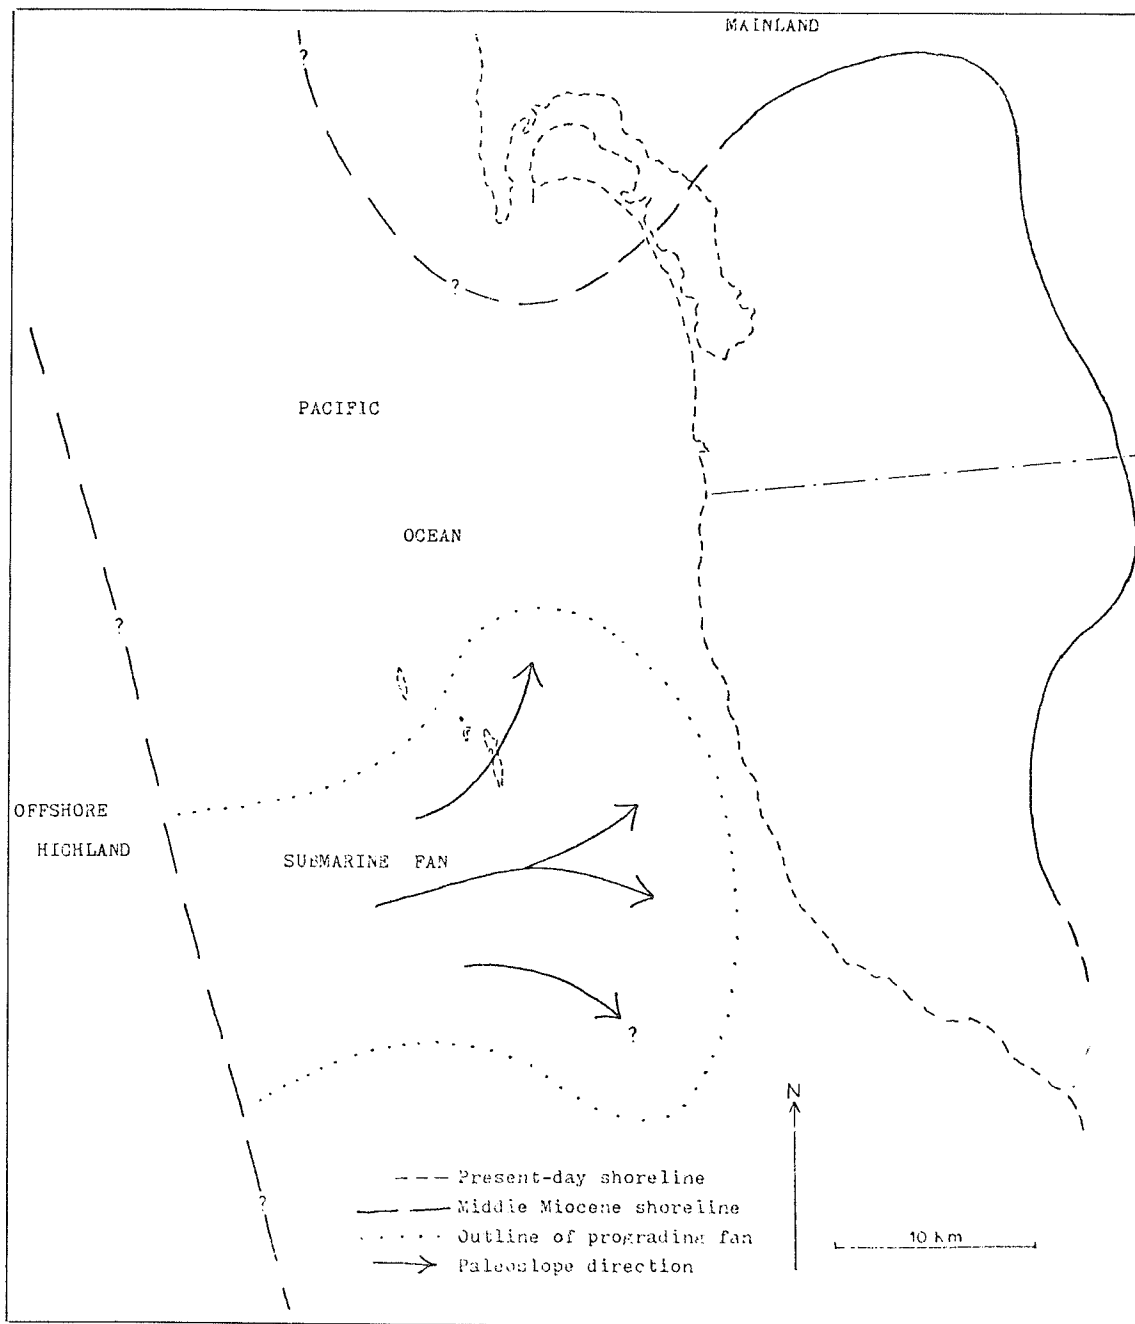 MAINLAND
?
?
PACIFIC
OCEAN
?
OFFSHORE
HIGHLAND
SUBMARINE FAN
?
N
?
Present-day shoreline
Middle Miocene shoreline
Outline of prograding fan
Paleoslope direction
10 km